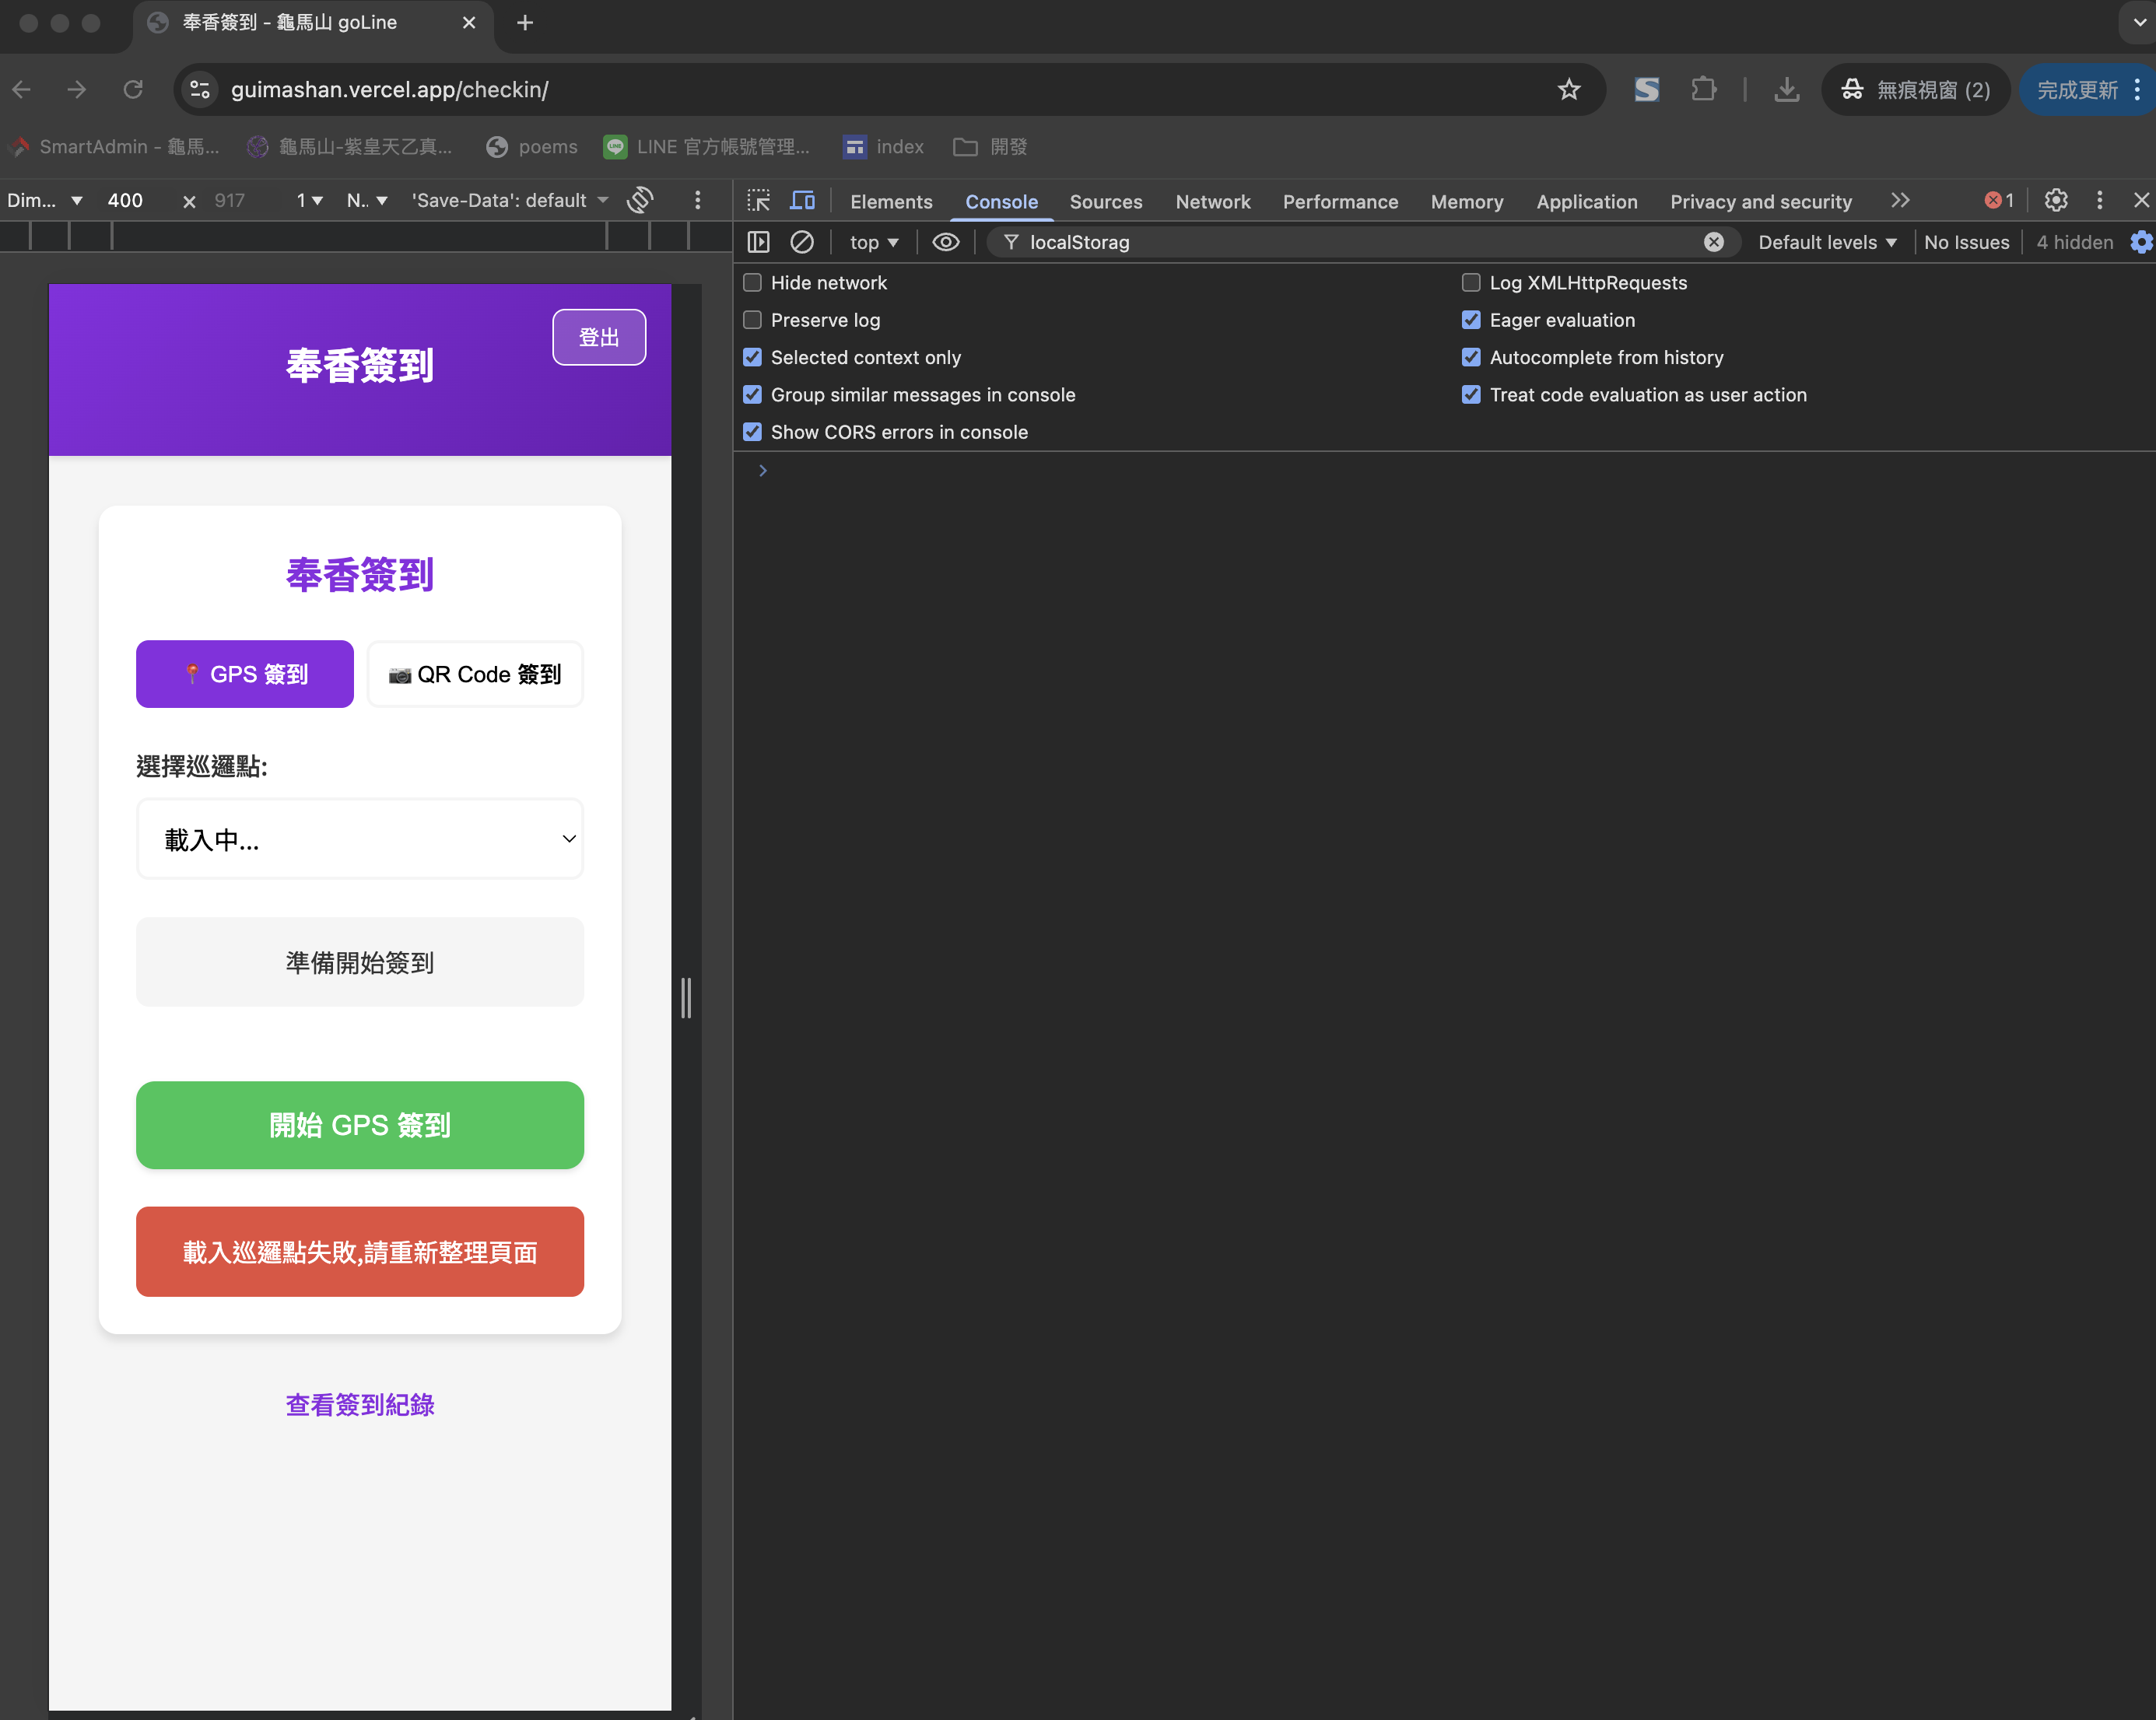 奉香簽到 - 龜馬山 goLine
guimashan.vercel.app/checkin/
無痕視窗 (2)
完成更新
SmartAdmin - 龜馬...
龜馬山-紫皇天乙真...
poems
LINE 官方帳號管理...
index
開發
Dim... 400 × 917 1 N.. 'Save-Data': default
Elements Console Sources Network Performance Memory Application Privacy and security 1
top localStorag Default levels No Issues 4 hidden
Hide network
Log XMLHttpRequests
Preserve log
Eager evaluation
Selected context only
Autocomplete from history
Group similar messages in console
Treat code evaluation as user action
Show CORS errors in console
登出
奉香簽到
奉香簽到
GPS 簽到
QR Code 簽到
選擇巡邏點:
載入中...
準備開始簽到
開始 GPS 簽到
載入巡邏點失敗,請重新整理頁面
查看簽到紀錄